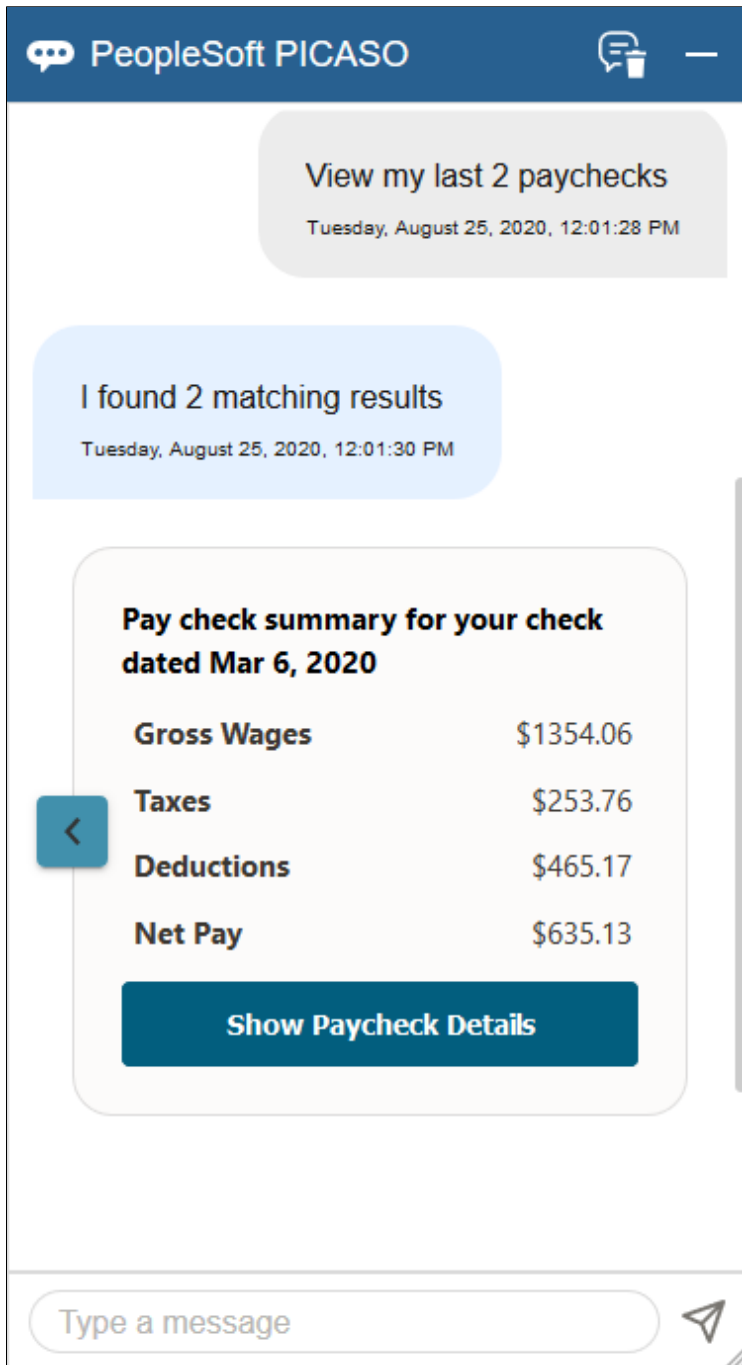 PeopleSoft PICASO
View my last 2 paychecks
Tuesday, August 25, 2020, 12:01:28 PM
I found 2 matching results
Tuesday, August 25, 2020, 12:01:30 PM
Pay check summary for your check
dated Mar 6, 2020
Gross Wages $1354.06
Taxes $253.76
Deductions $465.17
Net Pay $635.13
Show Paycheck Details
Type a message